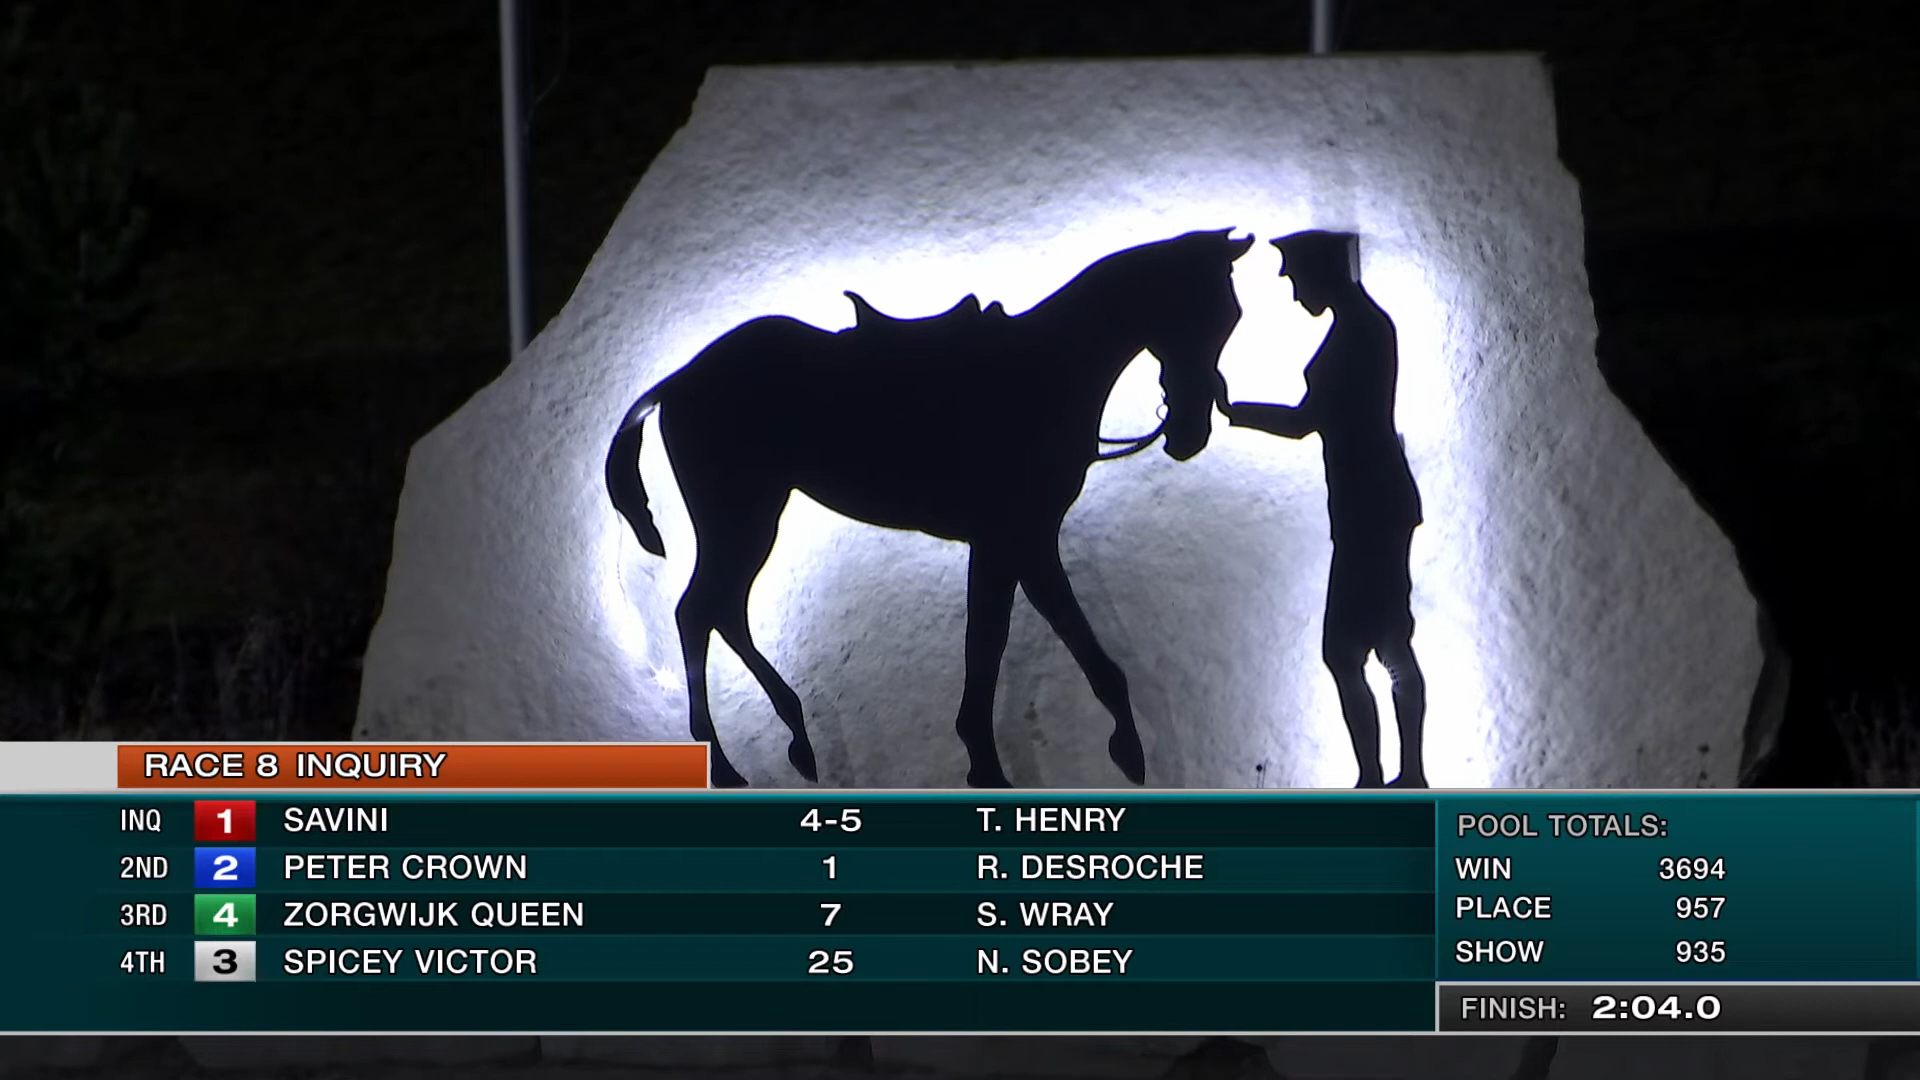 RACE 8 INQUIRY
INQ 1 SAVINI 4-5 T. HENRY
2ND 2 PETER CROWN 1 R. DESROCHE
3RD 4 ZORGWIJK QUEEN 7 S. WRAY
4TH 3 SPICEY VICTOR 25 N. SOBEY
POOL TOTALS:
WIN 3694
PLACE 957
SHOW 935
FINISH: 2:04.0